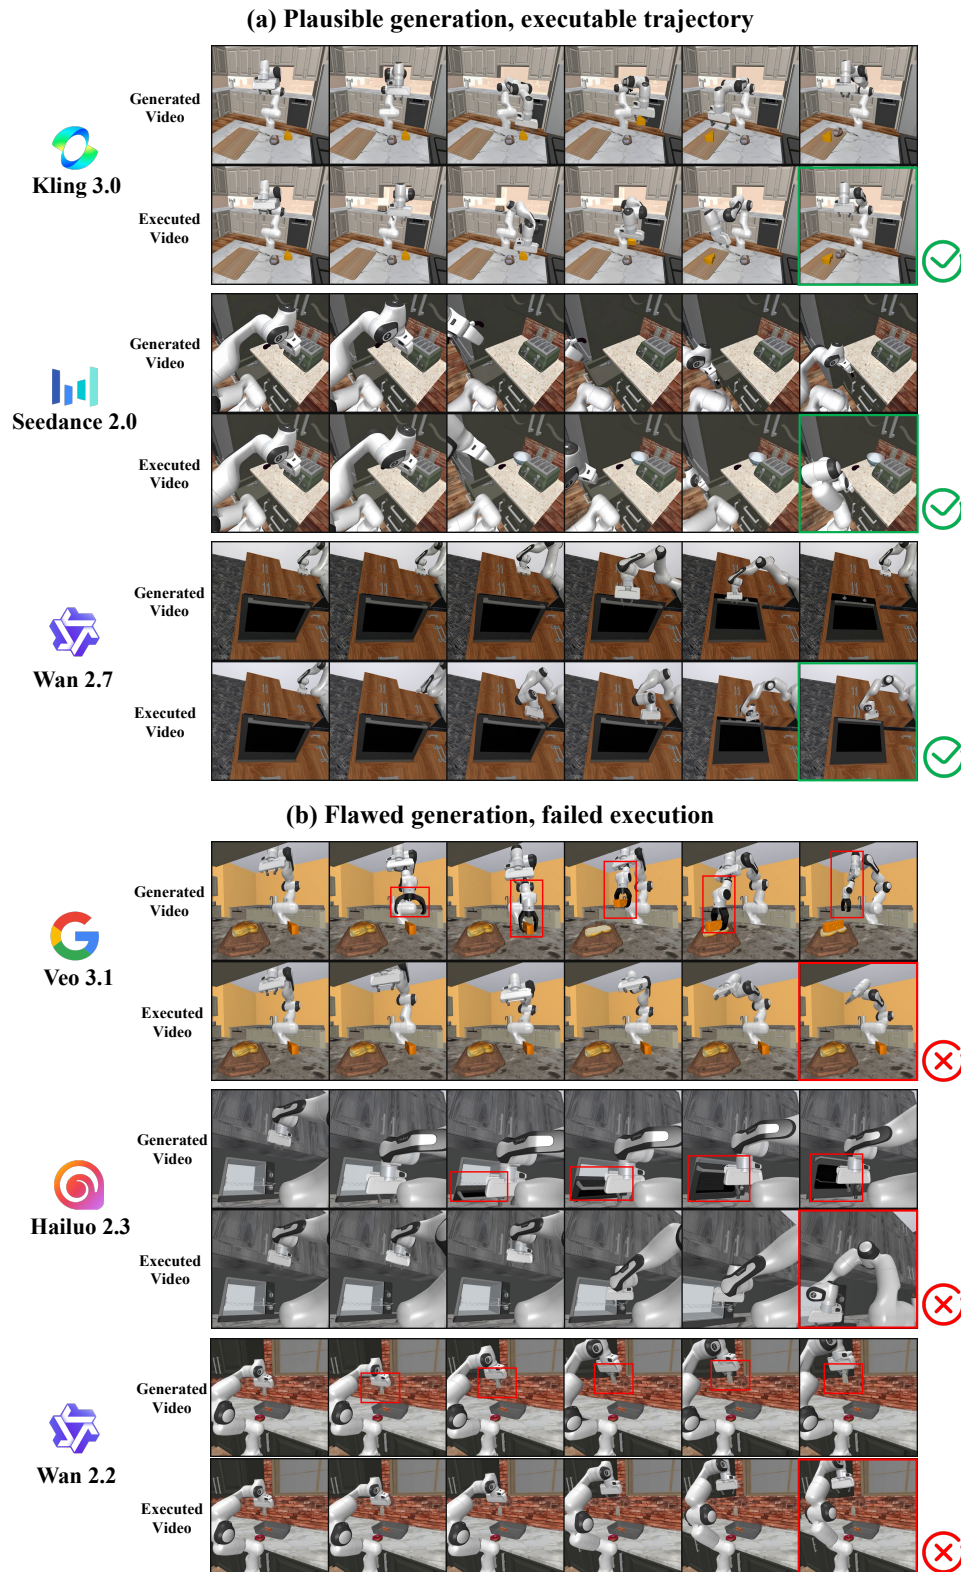 (a) Plausible generation, executable trajectory
Generated
Video
Kling 3.0
Executed
Video
Generated
Video
Seedance 2.0
Executed
Video
Generated
Video
Wan 2.7
Executed
Video
(b) Flawed generation, failed execution
Generated
Video
Veo 3.1
Executed
Video
Generated
Video
Hailuo 2.3
Executed
Video
Generated
Video
Wan 2.2
Executed
Video